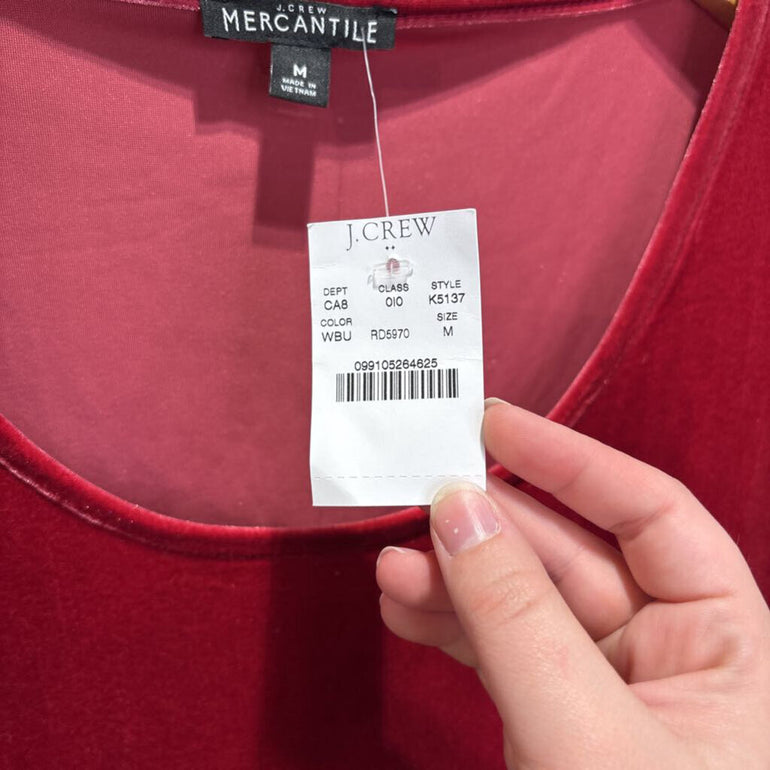 J.CREW
MERCANTILE
M
MADE IN
VIETNAM
J.CREW
DEPT CLASS STYLE
CA8 010 K5137
COLOR SIZE
WBU RD5970 M
099105264625